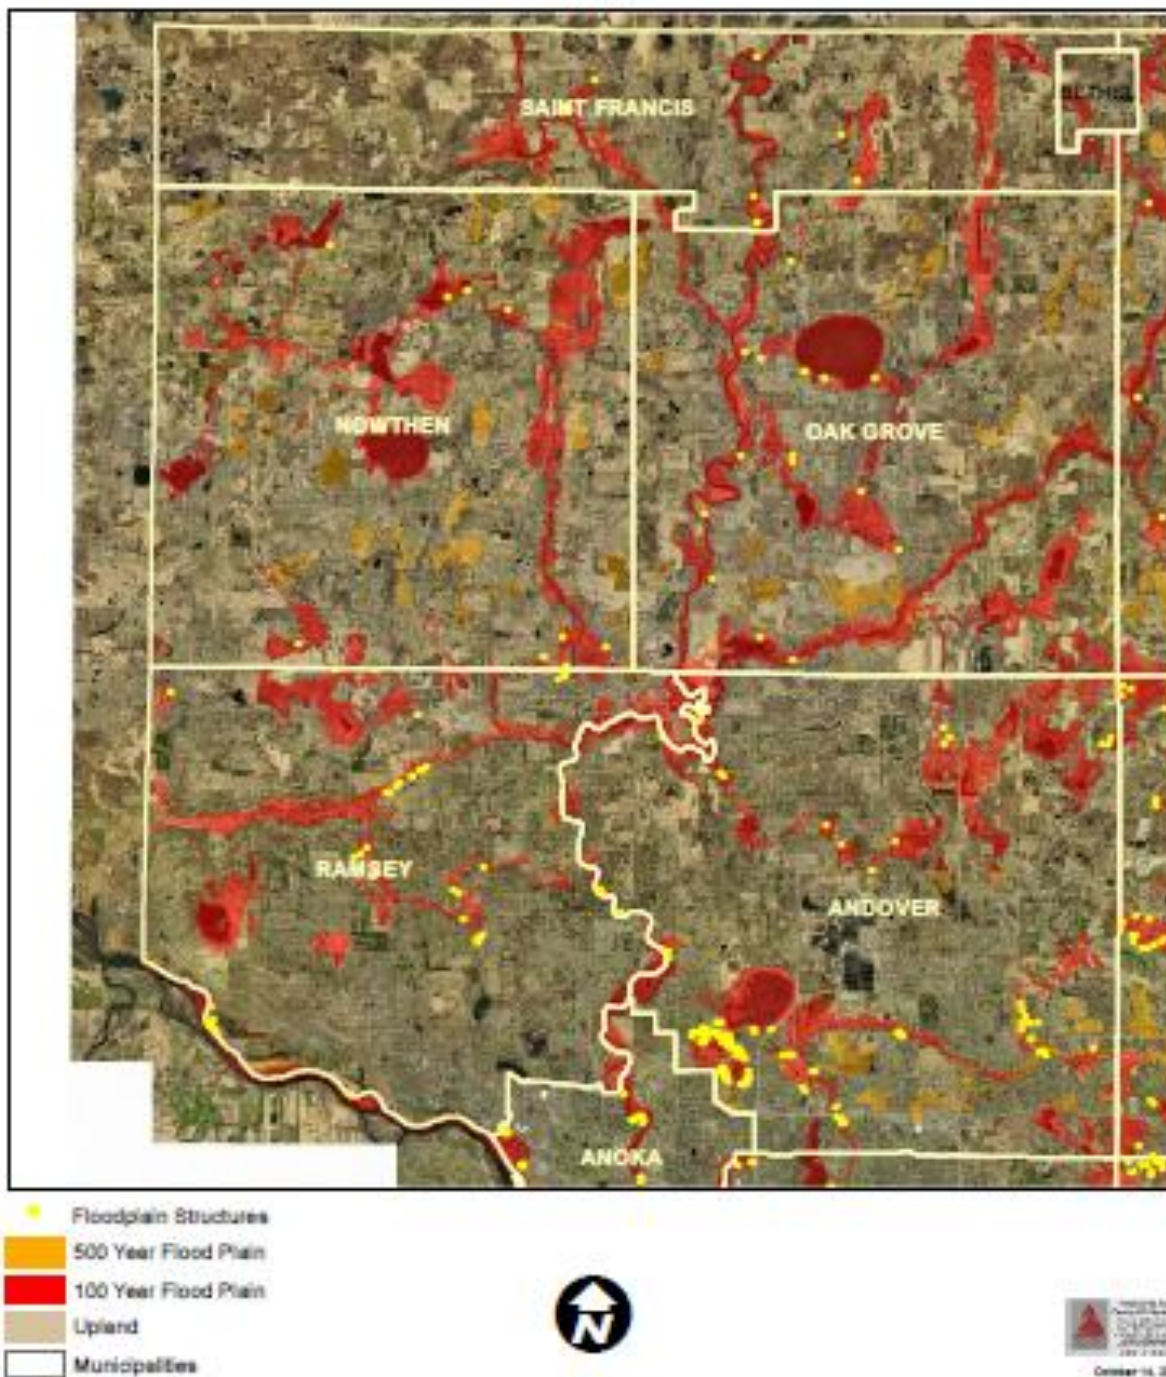 SAINT FRANCIS
NOWTHEN
OAK GROVE
RAMSEY
ANDOVER
ANOKA
Floodplain Structures
500 Year Flood Plain
100 Year Flood Plain
Upland
Municipalities
N